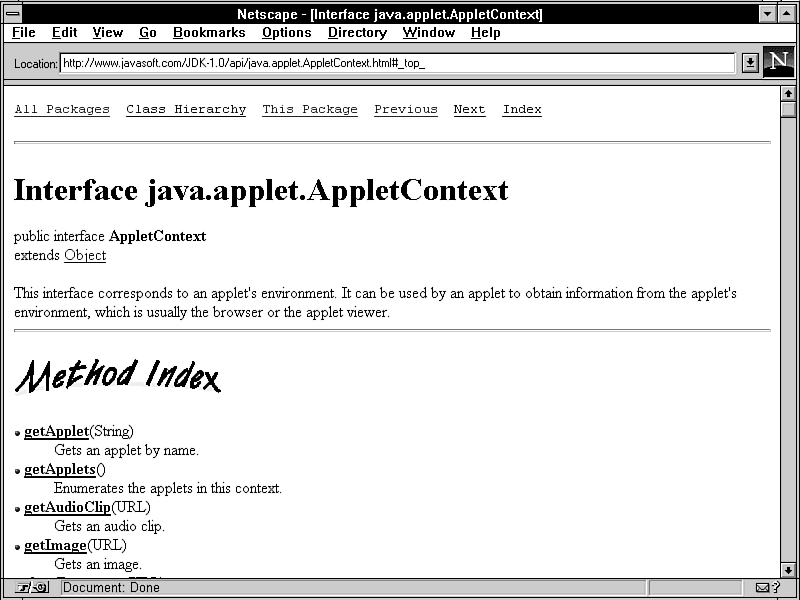 Netscape - [Interface java.applet.AppletContext]
File Edit View Go Bookmarks Options Directory Window Help
Location: http://www.javasoft.com/JDK-1.0/api/java.applet.AppletContext.html#_top_
N
All Packages Class Hierarchy This Package Previous Next Index
Interface java.applet.AppletContext
public interface AppletContext
extends Object
This interface corresponds to an applet's environment. It can be used by an applet to obtain information from the applet's
environment, which is usually the browser or the applet viewer.
Method Index
getApplet(String)
Gets an applet by name.
getApplets()
Enumerates the applets in this context.
getAudioClip(URL)
Gets an audio clip.
getImage(URL)
Gets an image.
Document: Done
?